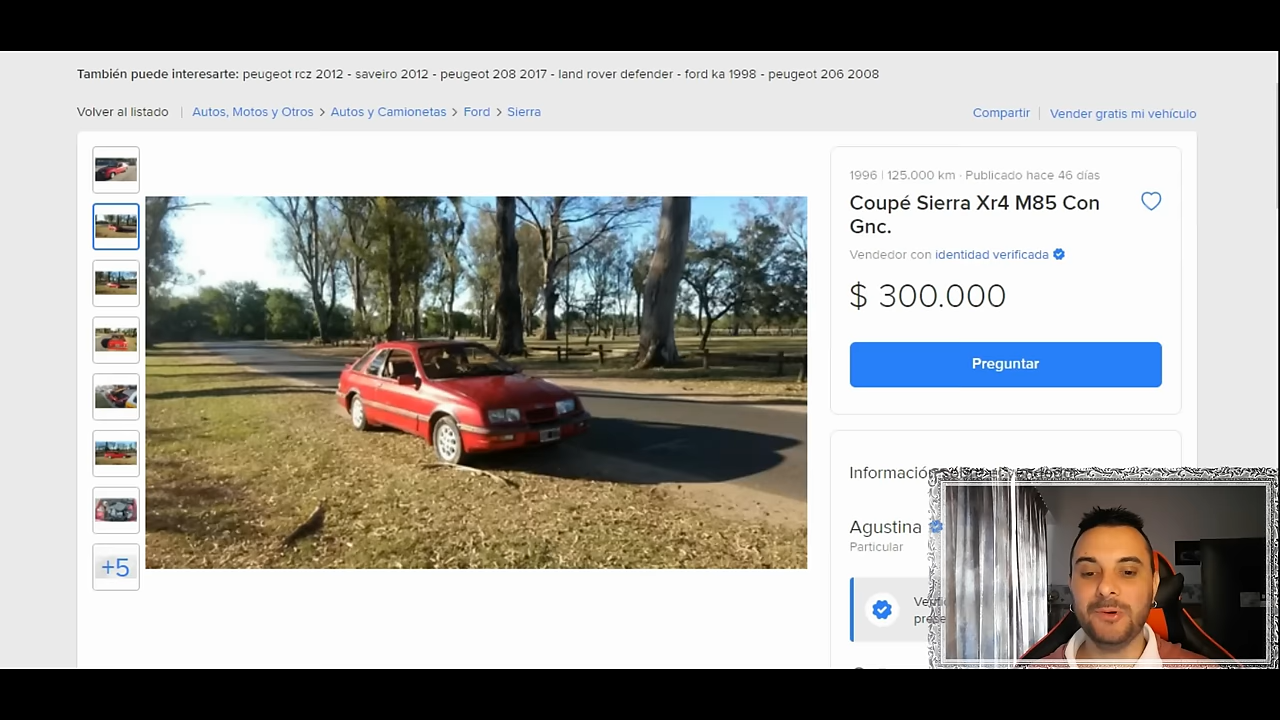 También puede interesarte: peugeot rcz 2012 - saveiro 2012 - peugeot 208 2017 - land rover defender - ford ka 1998 - peugeot 206 2008
Volver al listado | Autos, Motos y Otros > Autos y Camionetas > Ford > Sierra
Compartir | Vender gratis mi vehículo
1996 | 125.000 km · Publicado hace 46 días
Coupé Sierra Xr4 M85 Con
Gnc.
Vendedor con identidad verificada
$ 300.000
Preguntar
Agustina
Particular
+5